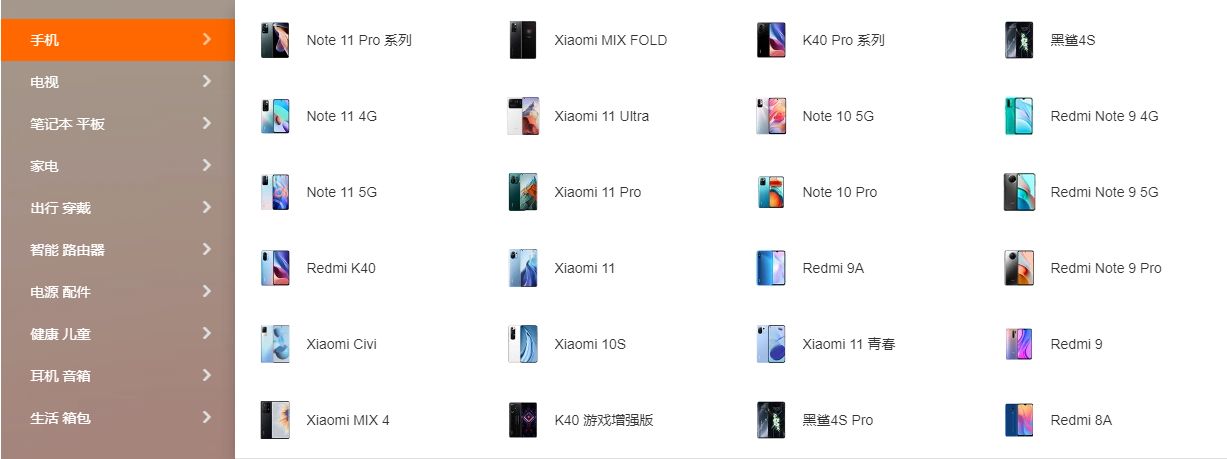 手机
电视
笔记本 平板
家电
出行 穿戴
智能 路由器
电源 配件
健康 儿童
耳机 音箱
生活 箱包
Note 11 Pro 系列
Note 11 4G
Note 11 5G
Redmi K40
Xiaomi Civi
Xiaomi MIX 4
Xiaomi MIX FOLD
Xiaomi 11 Ultra
Xiaomi 11 Pro
Xiaomi 11
Xiaomi 10S
K40 游戏增强版
K40 Pro 系列
Note 10 5G
Note 10 Pro
Redmi 9A
Xiaomi 11 青春
黑鲨4S Pro
黑鲨4S
Redmi Note 9 4G
Redmi Note 9 5G
Redmi Note 9 Pro
Redmi 9
Redmi 8A